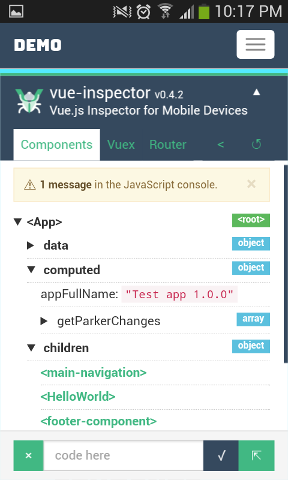 10:17 PM
DEMO
vue-inspector v0.4.2 ▲
Vue.js Inspector for Mobile Devices
Components Vuex Router < ↺
⚠ 1 message in the JavaScript console. ×
▼ <App> <root>
▶ data object
▼ computed object
appFullName: "Test app 1.0.0"
▶ getParkerChanges array
▼ children object
<main-navigation>
<HelloWorld>
<footer-component>
× code here √ ⇱